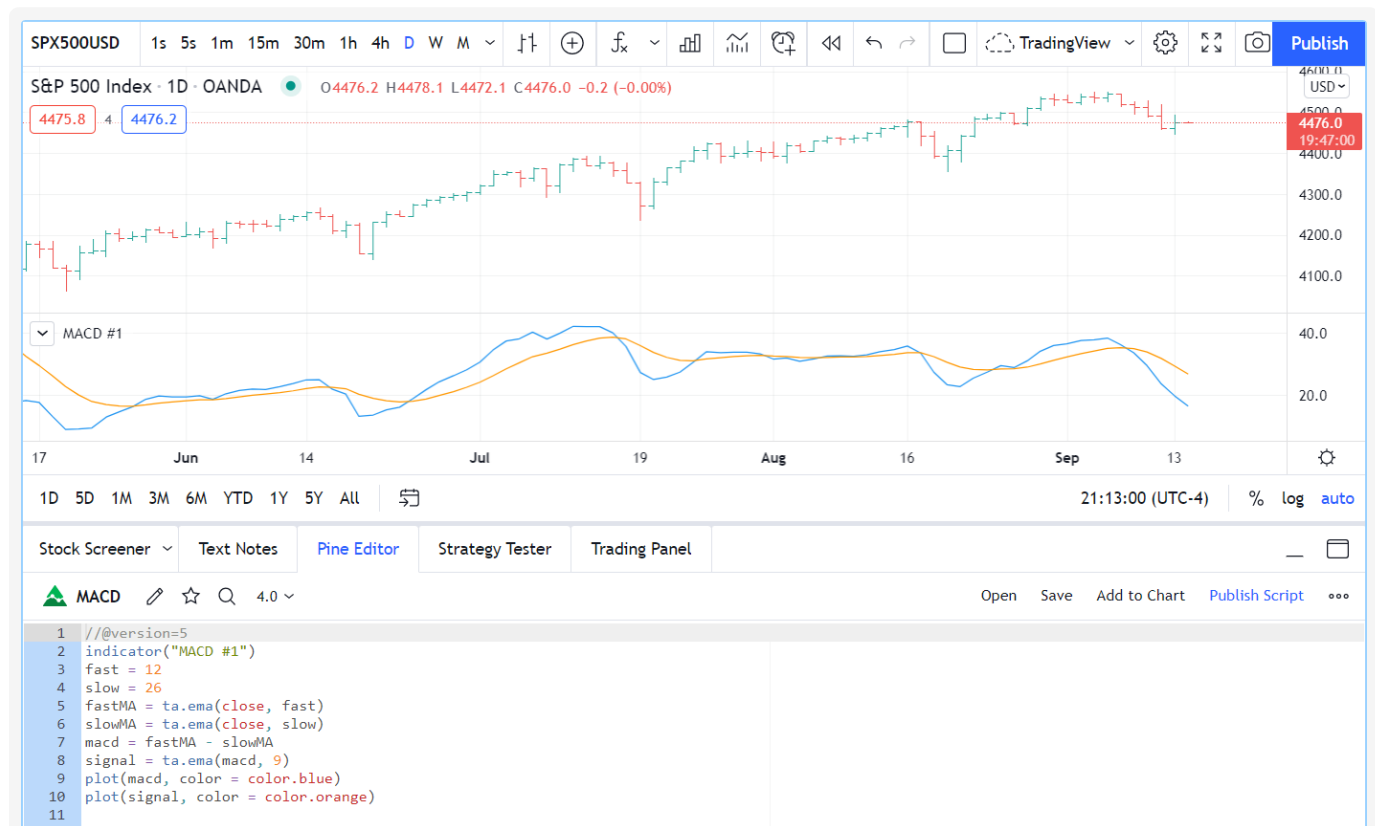 SPX500USD 1s 5s 1m 15m 30m 1h 4h D W M TradingView Publish
S&P 500 Index · 1D · OANDA O4476.2 H4478.1 L4472.1 C4476.0 −0.2 (−0.00%)
4600.0
USD
4475.8 4 4476.2
4500.0
4476.0
19:47:00
4400.0
4300.0
4200.0
4100.0
MACD #1
40.0
20.0
17 Jun 14 Jul 19 Aug 16 Sep 13
1D 5D 1M 3M 6M YTD 1Y 5Y All 21:13:00 (UTC-4) % log auto
Stock Screener Text Notes Pine Editor Strategy Tester Trading Panel
MACD 4.0 Open Save Add to Chart Publish Script
1 //@version=5
2 indicator("MACD #1")
3 fast = 12
4 slow = 26
5 fastMA = ta.ema(close, fast)
6 slowMA = ta.ema(close, slow)
7 macd = fastMA - slowMA
8 signal = ta.ema(macd, 9)
9 plot(macd, color = color.blue)
10 plot(signal, color = color.orange)
11